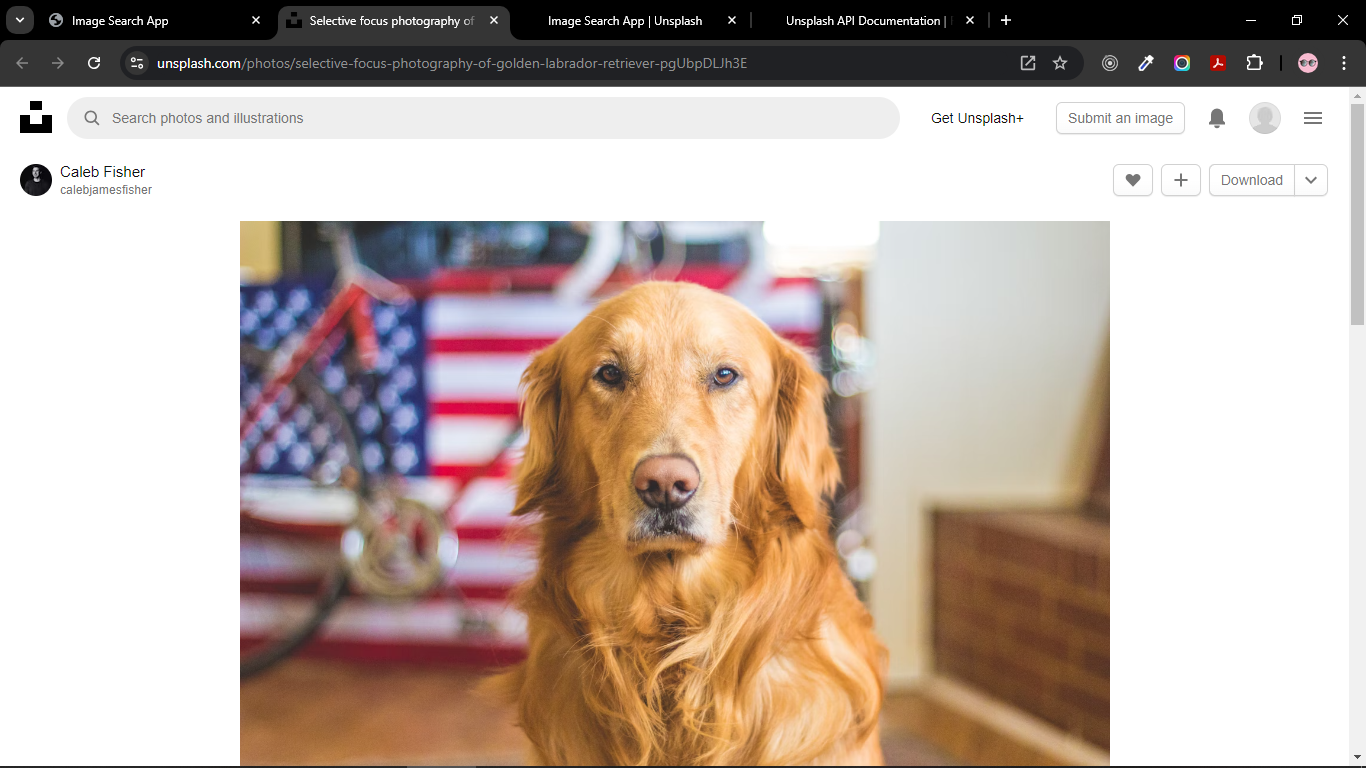 Image Search App
Selective focus photography of
Image Search App | Unsplash
Unsplash API Documentation |
unsplash.com/photos/selective-focus-photography-of-golden-labrador-retriever-pgUbpDLJh3E
Search photos and illustrations
Get Unsplash+
Submit an image
Caleb Fisher
calebjamesfisher
Download